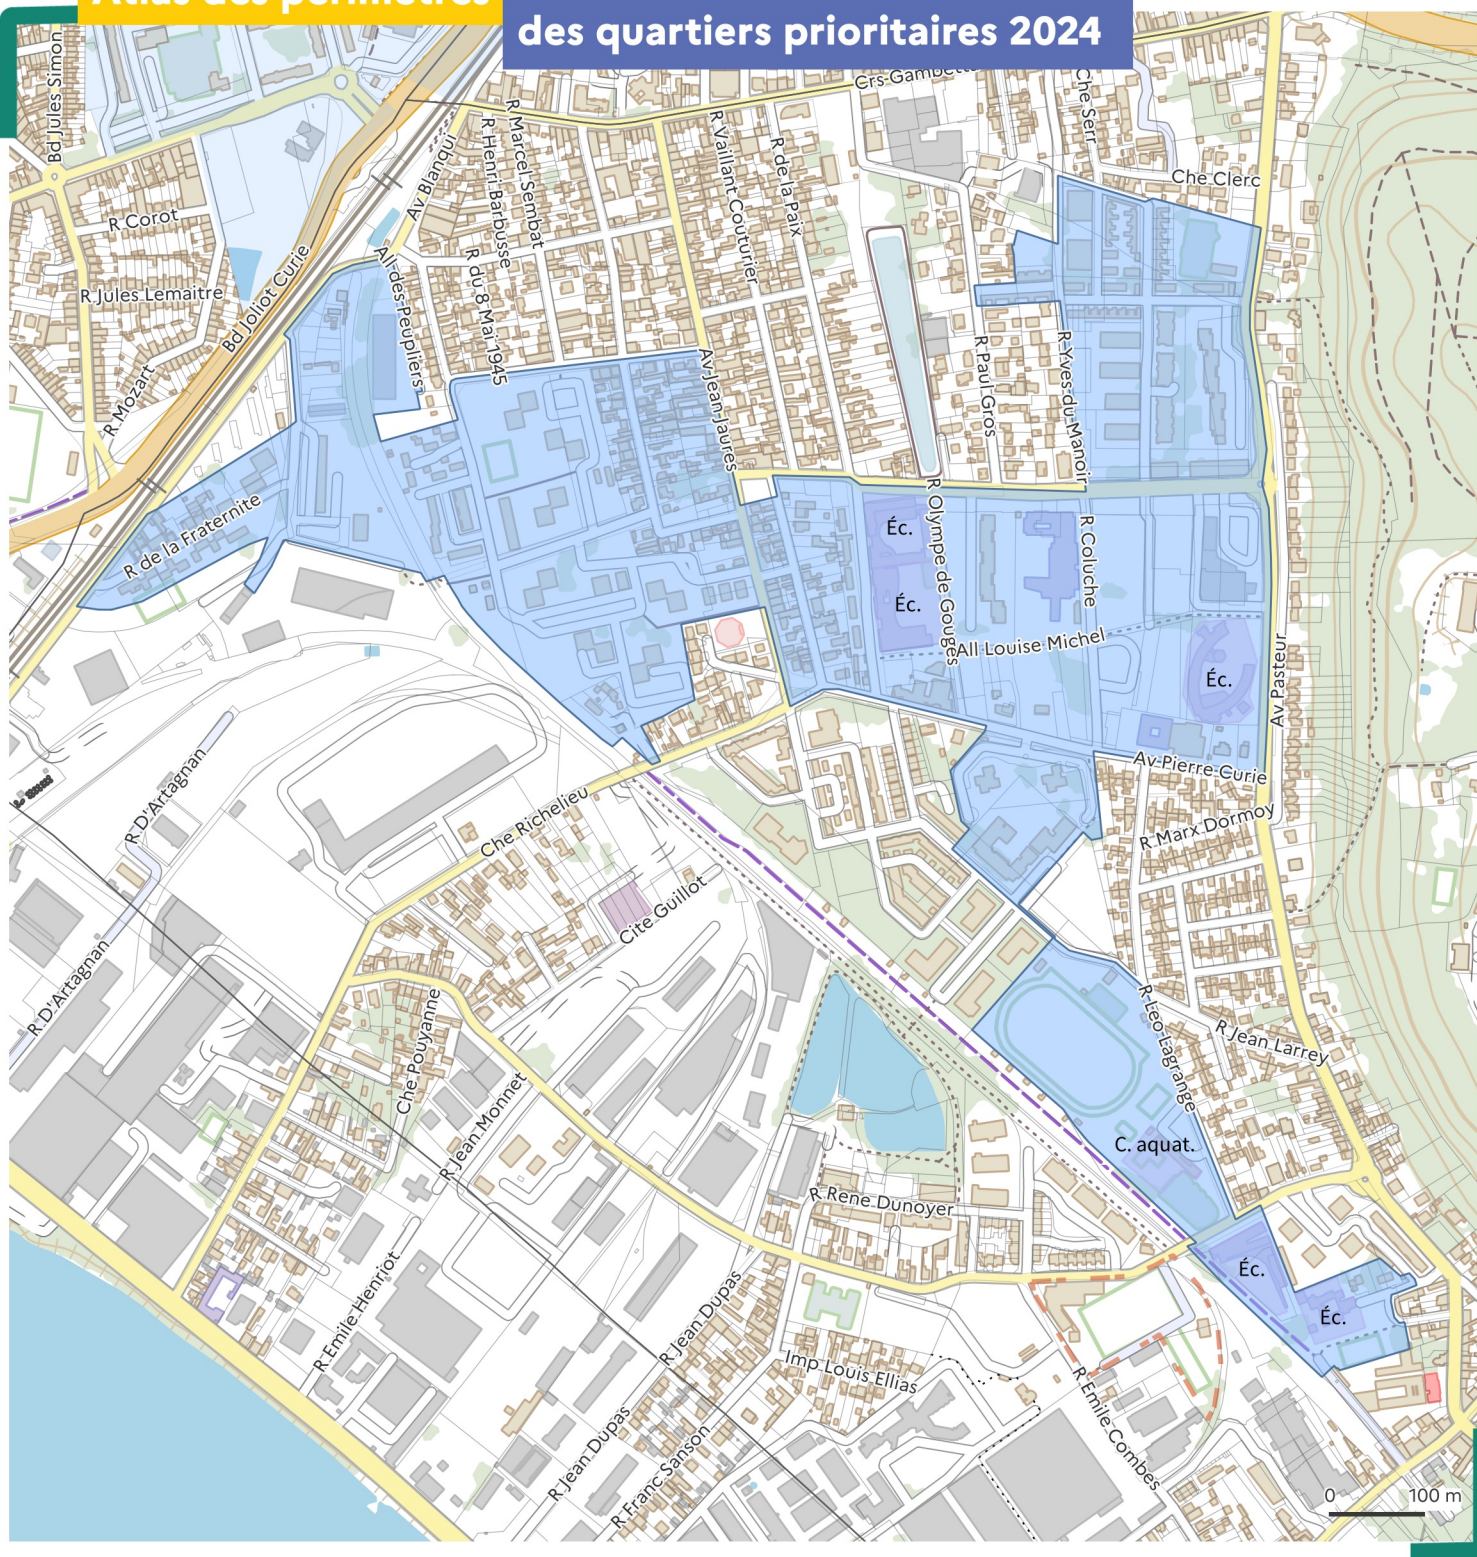 Atlas des périmètres
des quartiers prioritaires 2024
Bd Jules Simon
Crs Gambetta
Che Serr
Che Clerc
R Marcel Sembat
R Henri Barbusse
Av Blanqui
R Vaillant Couturier
R de la Paix
R Corot
R Jules Lemaitre
Bd Joliot Curie
R Mozart
All des Peupliers
R du 8 Mai 1945
Av Jean Jaures
R Paul Gros
R Yves du Manoir
R de la Fraternite
Éc.
R Olympe de Gouges
R Coluche
Éc.
All Louise Michel
Éc.
Av Pasteur
Av Pierre Curie
R Marx Dormoy
R D'Artagnan
Che Richelieu
Cite Guillot
R D'Artagnan
Che Pouyanne
R Jean Monnet
R Leo Lagrange
R Jean Larrey
C. aquat.
R Rene Dunoyer
Éc.
Éc.
R Emile Henriot
R Jean Dupas
Imp Louis Ellias
R Emile Combes
R Jean Dupas
R Franc Sanson
0 100 m